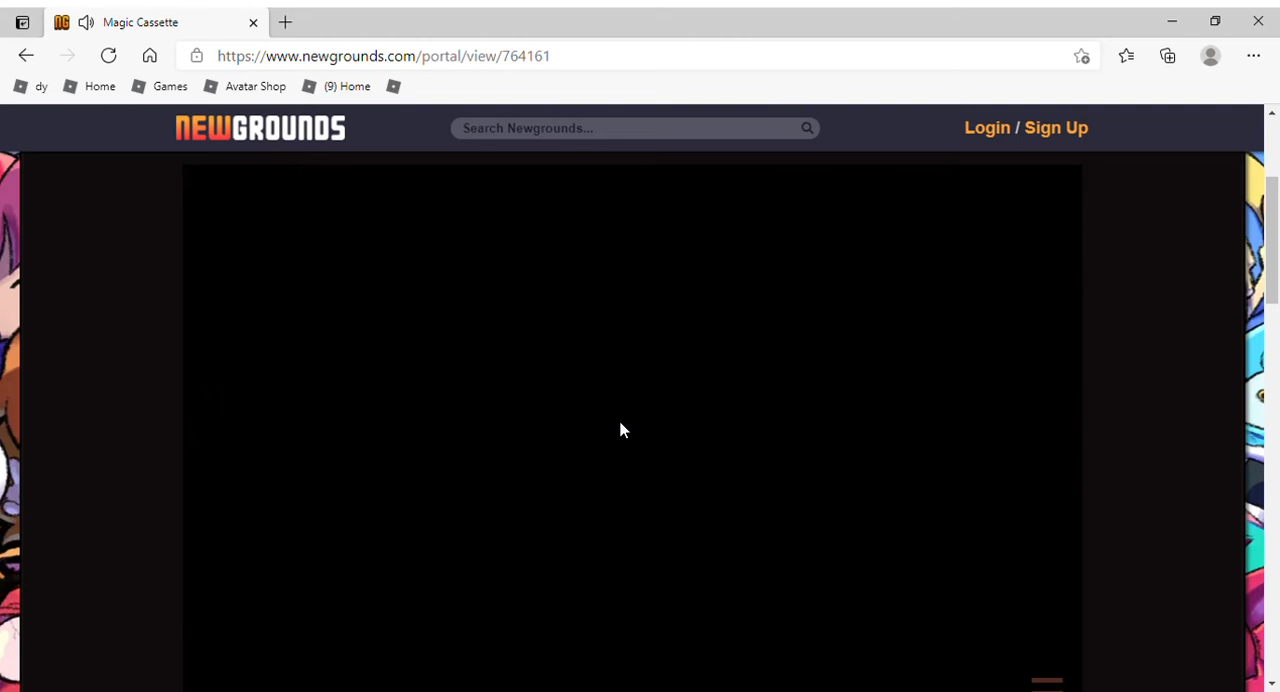 NG Magic Cassette
https://www.newgrounds.com/portal/view/764161
dy Home Games Avatar Shop (9) Home
NEWGROUNDS Search Newgrounds... Login / Sign Up